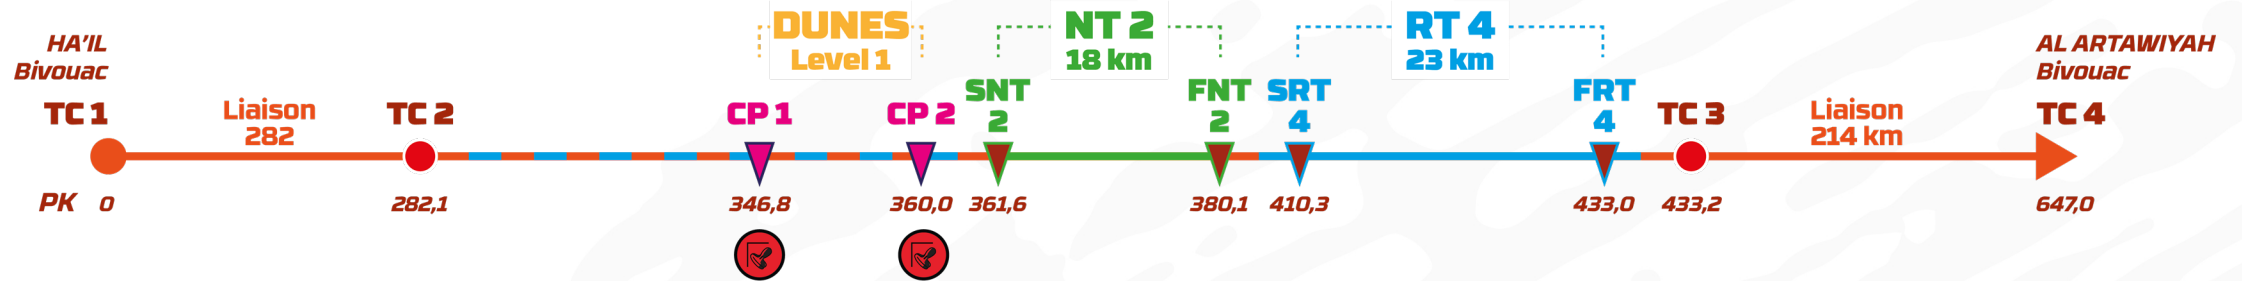 DUNES
Level 1
NT 2
18 km
RT 4
23 km
HA'IL
Bivouac
TC 1
Liaison
282
TC 2
CP 1
CP 2
SNT
2
FNT
2
SRT
4
FRT
4
TC 3
Liaison
214 km
AL ARTAWIYAH
Bivouac
TC 4
PK 0 282,1 346,8 360,0 361,6 380,1 410,3 433,0 433,2 647,0